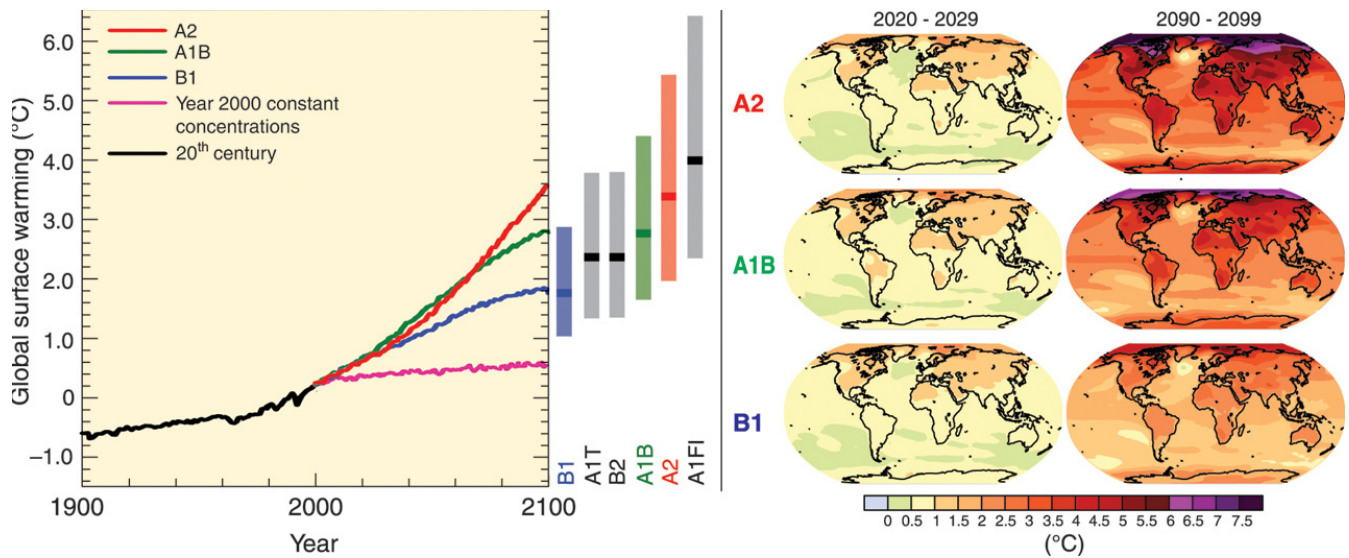 6.0
5.0
4.0
3.0
2.0
1.0
0
–1.0
Global surface warming (°C)
A2
A1B
B1
Year 2000 constant
concentrations
20th century
1900
2000
2100
Year
B1
A1T
B2
A1B
A2
A1FI
2020 - 2029
2090 - 2099
A2
A1B
B1
0 0.5 1 1.5 2 2.5 3 3.5 4 4.5 5 5.5 6 6.5 7 7.5
(°C)